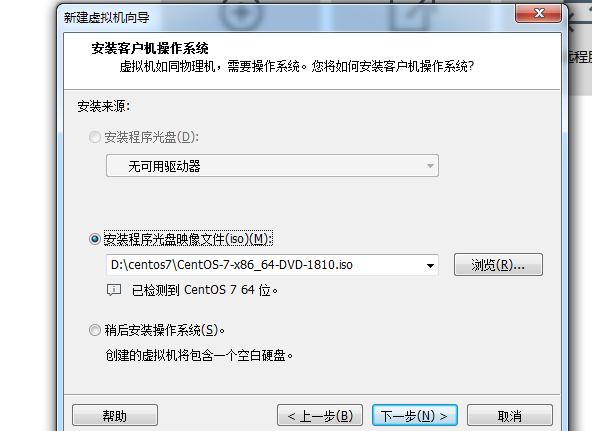 新建虚拟机向导
安装客户机操作系统
虚拟机如同物理机，需要操作系统。您将如何安装客户机操作系统?
安装来源:
安装程序光盘(D):
无可用驱动器
安装程序光盘映像文件(iso)(M):
D:\centos7\CentOS-7-x86_64-DVD-1810.iso
浏览(R)...
已检测到 CentOS 7 64 位。
稍后安装操作系统(S)。
创建的虚拟机将包含一个空白硬盘。
帮助
< 上一步(B)
下一步(N) >
取消